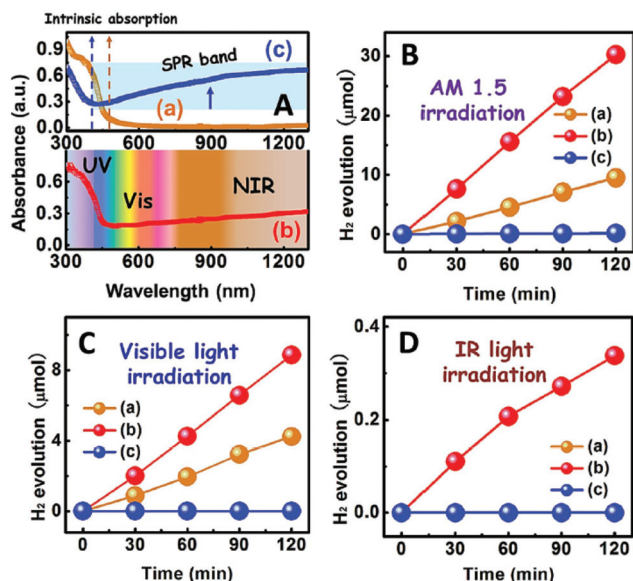 Intrinsic absorption
(c)
SPR band
(a)
A
0.9
0.6
0.3
0.0
UV
Vis
NIR
(b)
0.6
0.3
0.0
Absorbance (a.u.)
300 600 900 1200
Wavelength (nm)
B
AM 1.5
irradiation
(a)
(b)
(c)
30
20
10
0
H₂ evolution (μmol)
0 30 60 90 120
Time (min)
C
Visible light
irradiation
(a)
(b)
(c)
8
4
0
H₂ evolution (μmol)
0 30 60 90 120
Time (min)
D
IR light
irradiation
(a)
(b)
(c)
0.4
0.2
0.0
H₂ evolution (μmol)
0 30 60 90 120
Time (min)